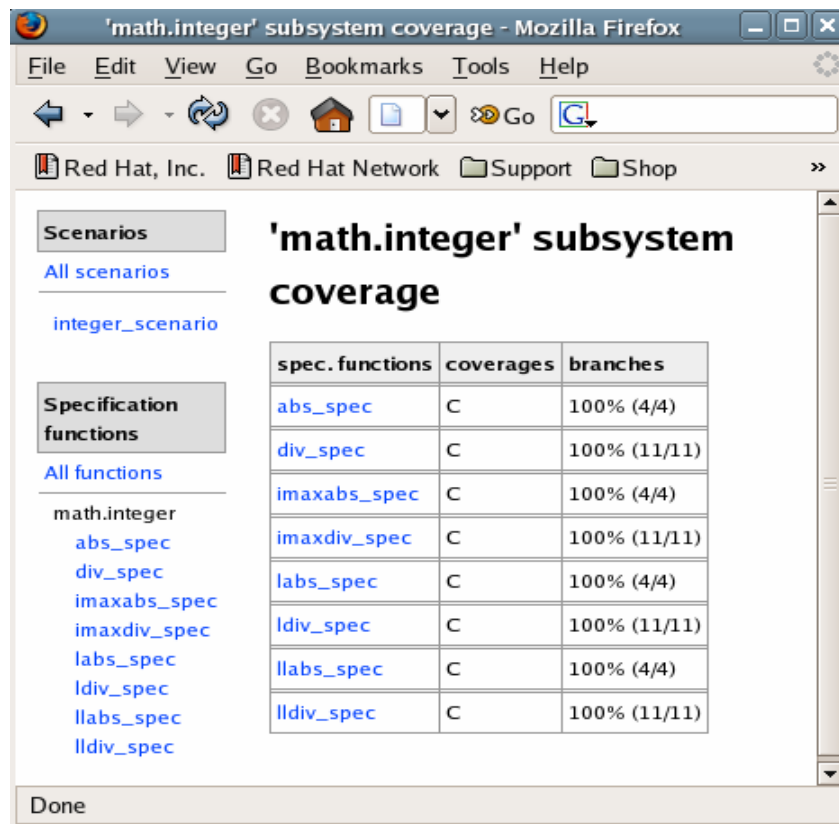 'math.integer' subsystem coverage - Mozilla Firefox
File Edit View Go Bookmarks Tools Help
Go G
Red Hat, Inc. Red Hat Network Support Shop »
Scenarios
All scenarios
integer_scenario
Specification
functions
All functions
math.integer
abs_spec
div_spec
imaxabs_spec
imaxdiv_spec
labs_spec
ldiv_spec
llabs_spec
lldiv_spec
'math.integer' subsystem
coverage
spec. functions coverages branches
abs_spec C 100% (4/4)
div_spec C 100% (11/11)
imaxabs_spec C 100% (4/4)
imaxdiv_spec C 100% (11/11)
labs_spec C 100% (4/4)
ldiv_spec C 100% (11/11)
llabs_spec C 100% (4/4)
lldiv_spec C 100% (11/11)
Done